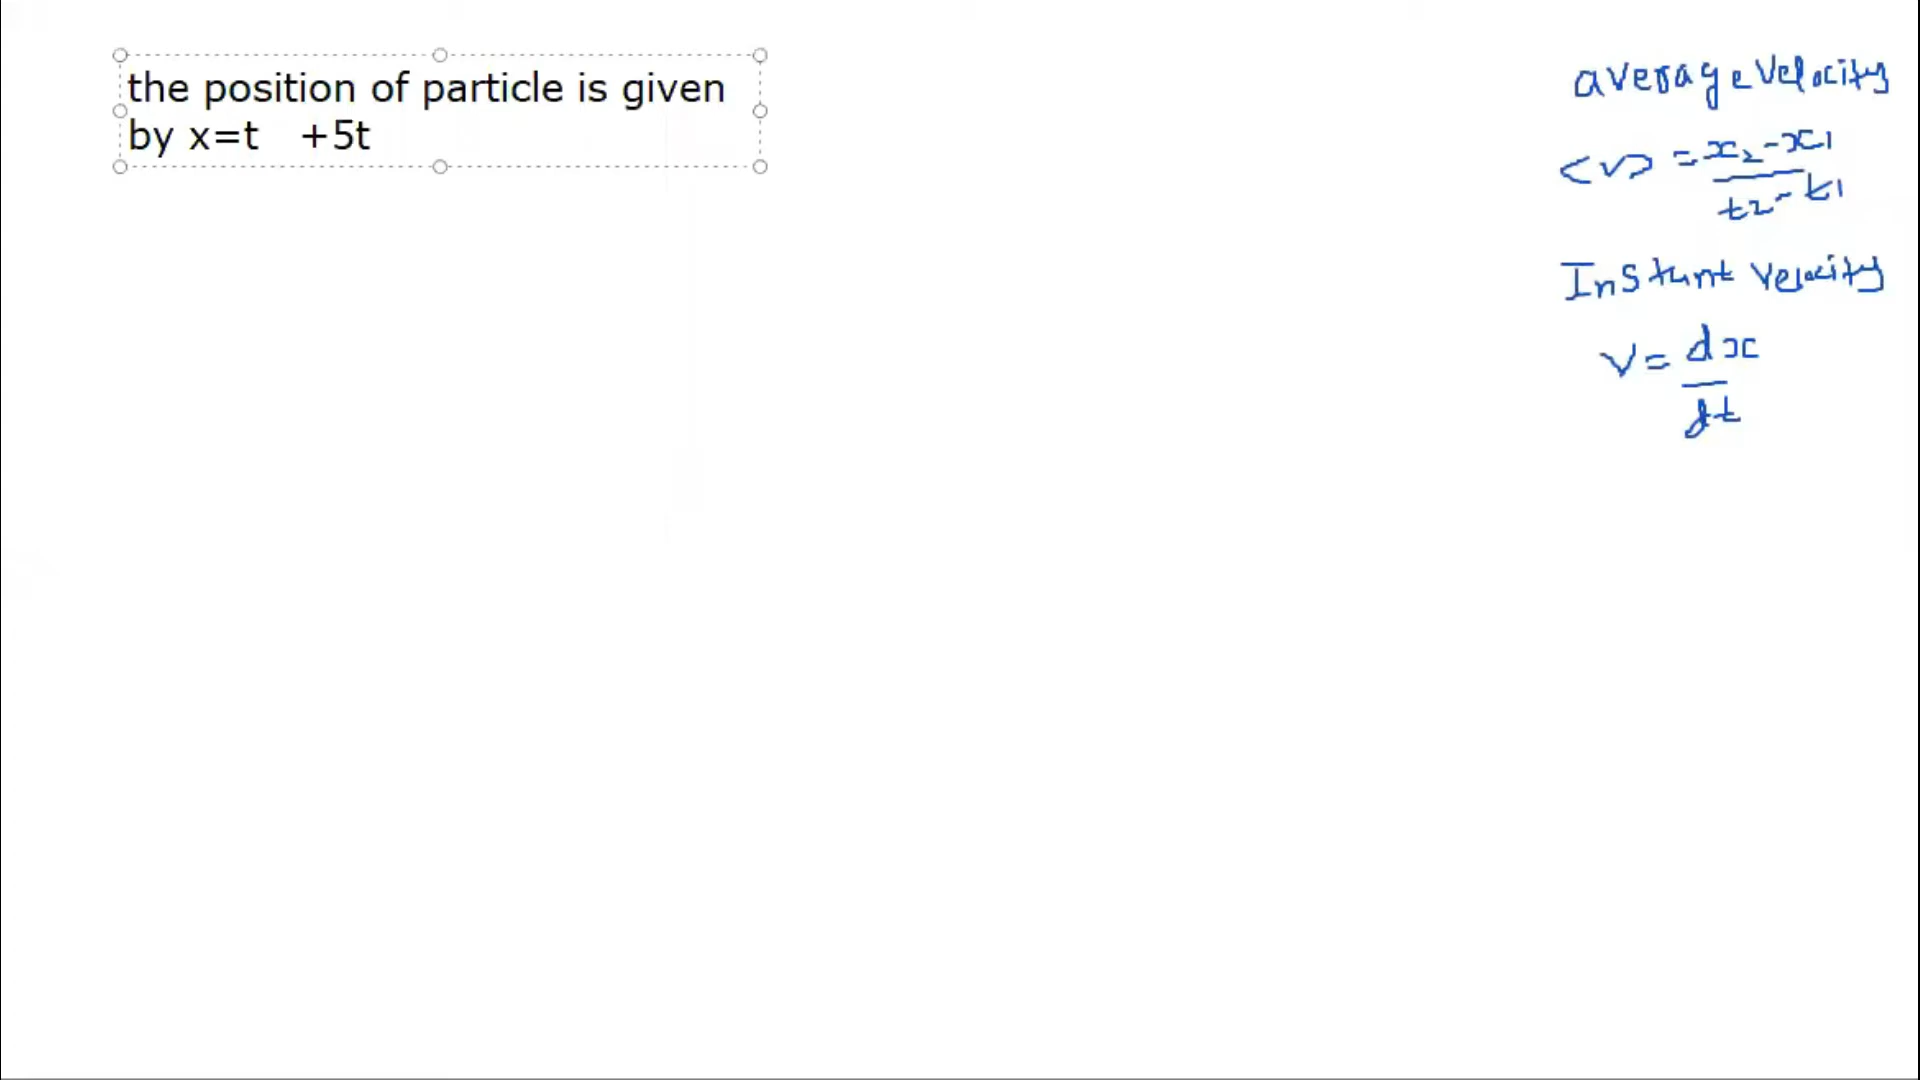 the position of particle is given
by x=t +5t
average velocity
<v> = x2-x1
t2-t1
Instant velocity
v= dx
dt